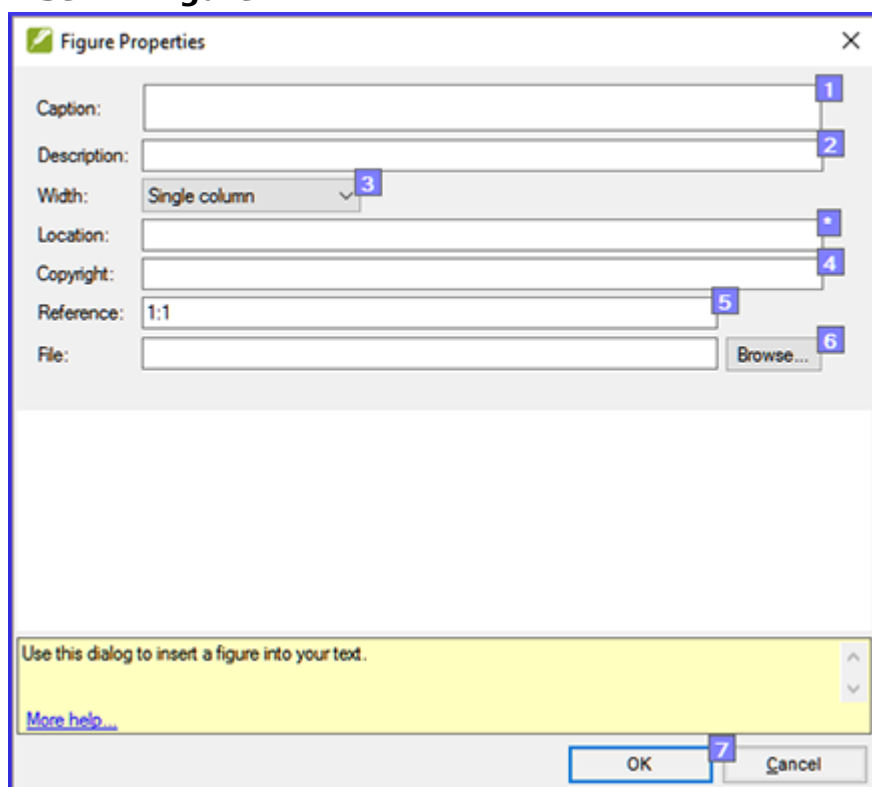 Figure Properties
1
Caption:
Description: 2
Width: Single column 3
Location: *
Copyright: 4
Reference: 1:1 5
File: Browse... 6
Use this dialog to insert a figure into your text.
More help...
OK 7 Cancel